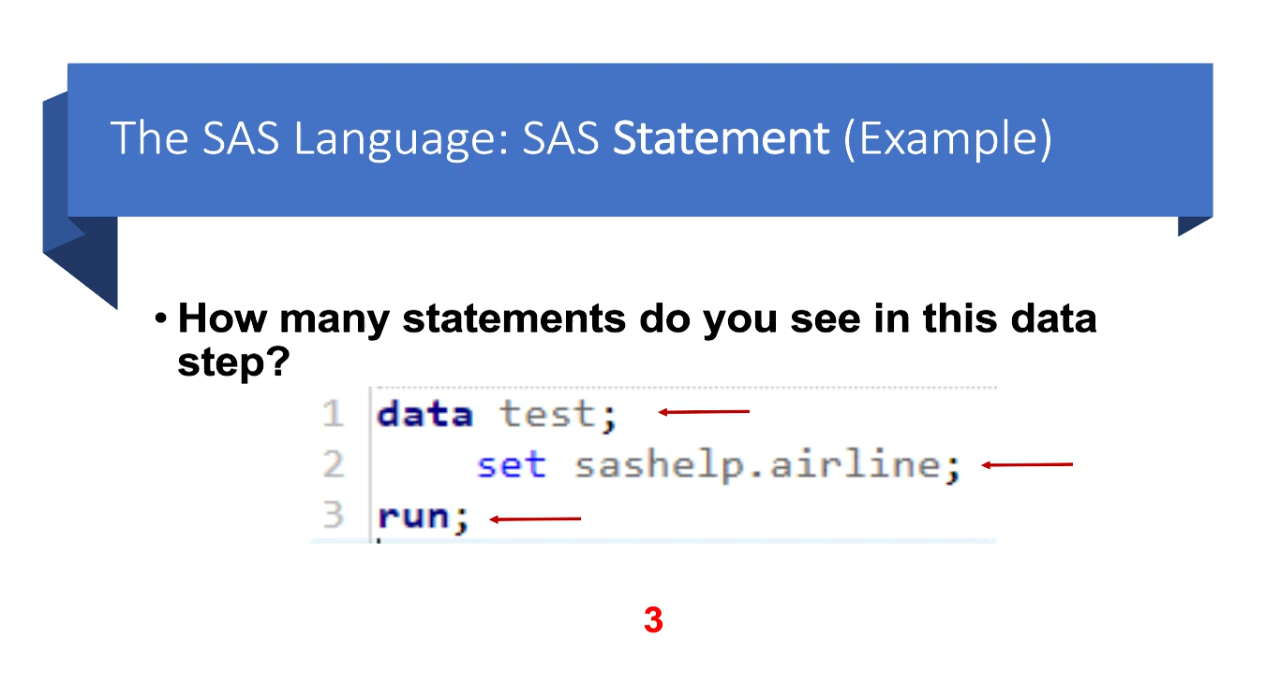 The SAS Language: SAS Statement (Example)
• How many statements do you see in this data
step?
1 data test;
2 set sashelp.airline;
3 run;
3